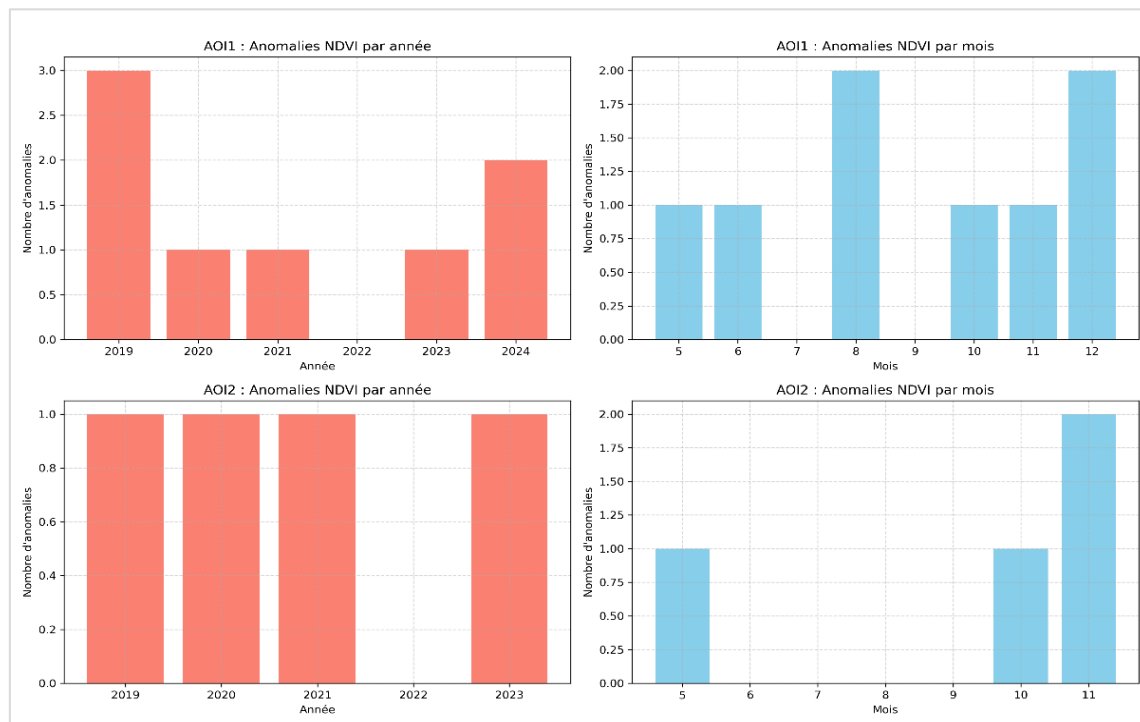 AOI1 : Anomalies NDVI par année
3.0
2.5
2.0
1.5
1.0
0.5
0.0
Nombre d'anomalies
2019 2020 2021 2022 2023 2024
Année
AOI1 : Anomalies NDVI par mois
2.00
1.75
1.50
1.25
1.00
0.75
0.50
0.25
0.00
Nombre d'anomalies
5 6 7 8 9 10 11 12
Mois
AOI2 : Anomalies NDVI par année
1.0
0.8
0.6
0.4
0.2
0.0
Nombre d'anomalies
2019 2020 2021 2022 2023
Année
AOI2 : Anomalies NDVI par mois
2.00
1.75
1.50
1.25
1.00
0.75
0.50
0.25
0.00
Nombre d'anomalies
5 6 7 8 9 10 11
Mois